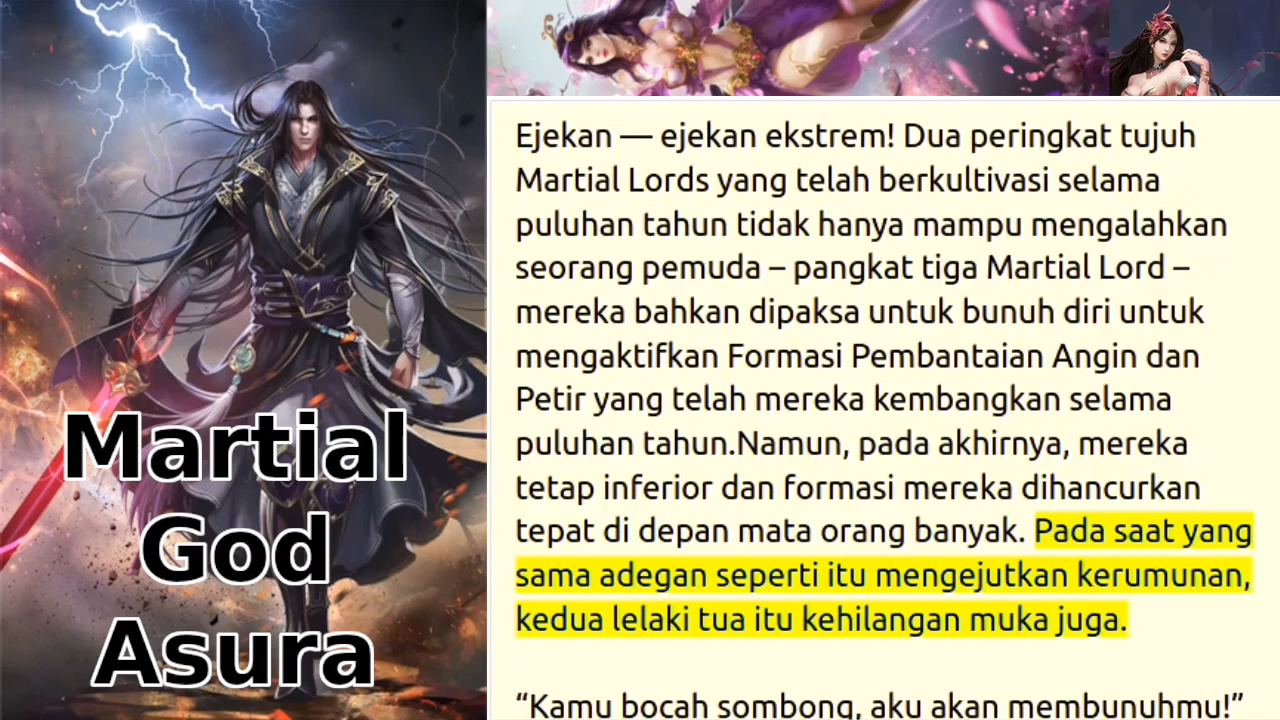 Martial
God
Asura
Ejekan — ejekan ekstrem! Dua peringkat tujuh
Martial Lords yang telah berkultivasi selama
puluhan tahun tidak hanya mampu mengalahkan
seorang pemuda – pangkat tiga Martial Lord –
mereka bahkan dipaksa untuk bunuh diri untuk
mengaktifkan Formasi Pembantaian Angin dan
Petir yang telah mereka kembangkan selama
puluhan tahun.Namun, pada akhirnya, mereka
tetap inferior dan formasi mereka dihancurkan
tepat di depan mata orang banyak. Pada saat yang
sama adegan seperti itu mengejutkan kerumunan,
kedua lelaki tua itu kehilangan muka juga.
“Kamu bocah sombong, aku akan membunuhmu!”